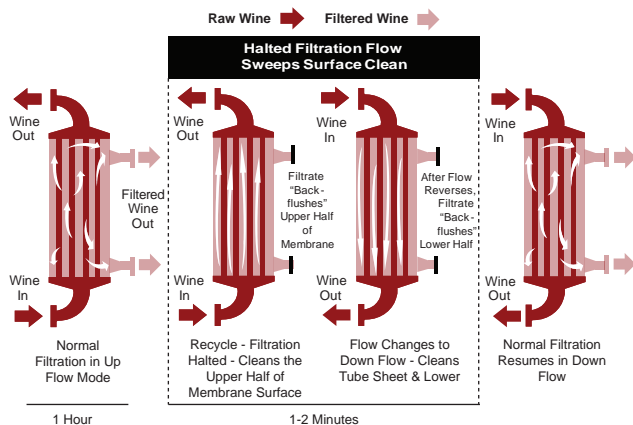 Raw Wine
Filtered Wine
Halted Filtration Flow
Sweeps Surface Clean
Wine
Out
Filtered
Wine
Out
Wine
In
Normal
Filtration in Up
Flow Mode
1 Hour
Wine
Out
Filtrate
“Back-
flushes”
Upper Half
of
Membrane
Wine
In
Recycle - Filtration
Halted - Cleans the
Upper Half of
Membrane Surface
Wine
In
After Flow
Reverses,
Filtrate
“Back-
flushes”
Lower Half
Wine
Out
Flow Changes to
Down Flow - Cleans
Tube Sheet & Lower
1-2 Minutes
Wine
In
Wine
Out
Normal Filtration
Resumes in Down
Flow